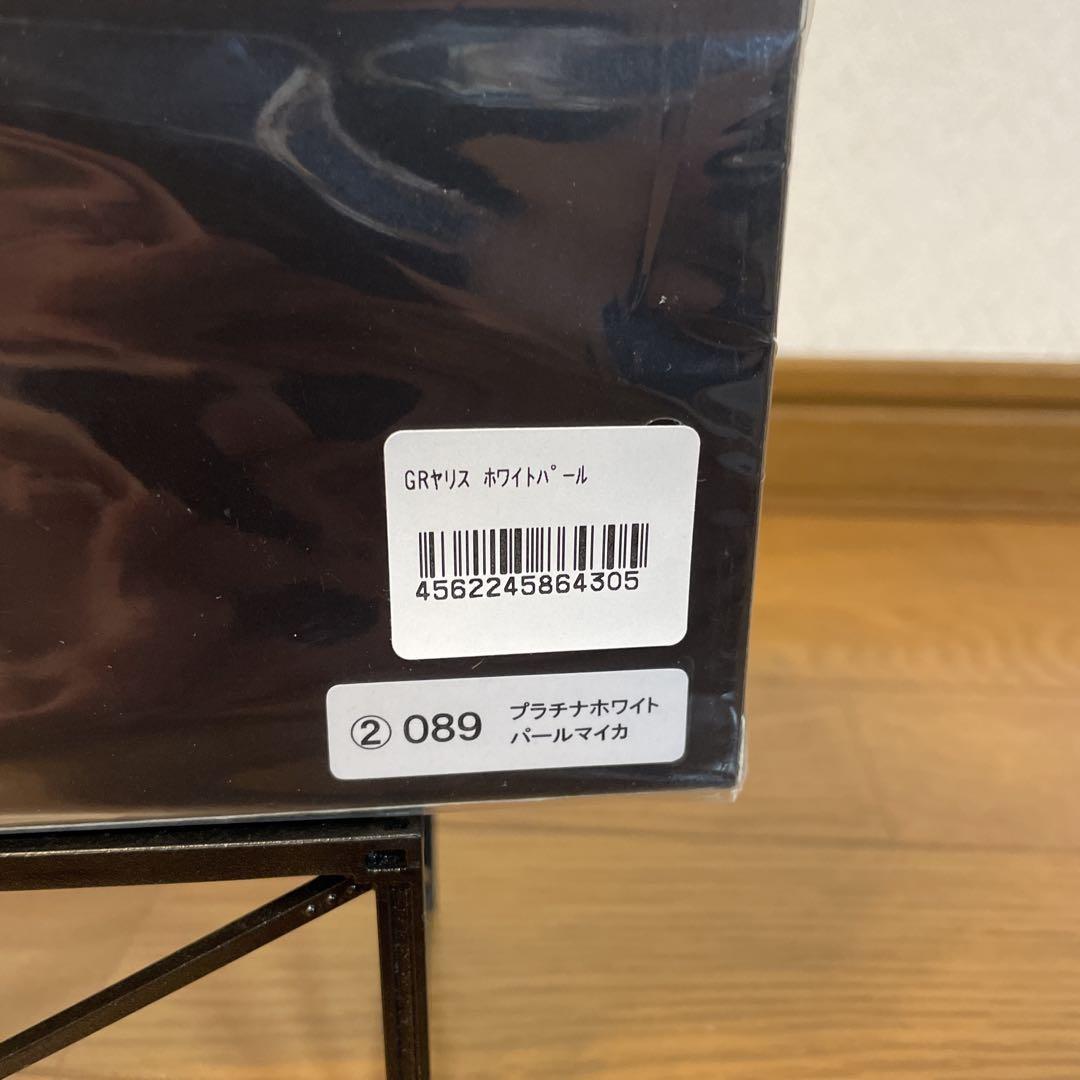 GRﾔﾘｽ ﾎﾜｲﾄﾊﾟｰﾙ
4562245864305
② 089 プラチナホワイト
パールマイカ